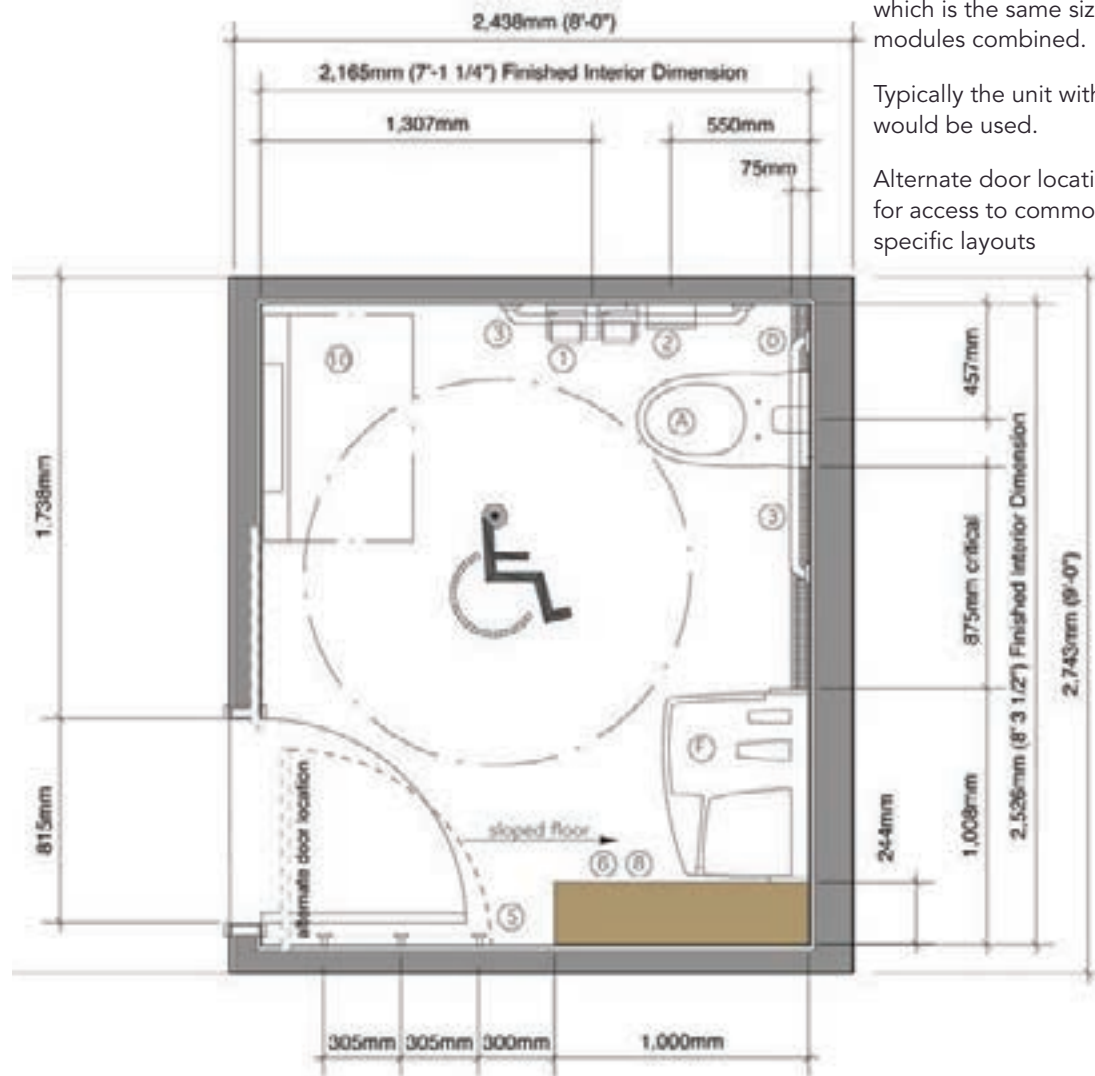 which is the same siz
modules combined.
Typically the unit with
would be used.
Alternate door locati
for access to commo
specific layouts
2,438mm (8'-0")
2,165mm (7'-1 1/4") Finished Interior Dimension
1,307mm
550mm
75mm
3
1
2
D
10
A
457mm
3
1,738mm
875mm critical
2,526mm (8' 3 1/2") Finished Interior Dimension
2,743mm (9'-0")
F
815mm
alternate door location
sloped floor
6
8
5
244mm
1,008mm
305mm
305mm
300mm
1,000mm